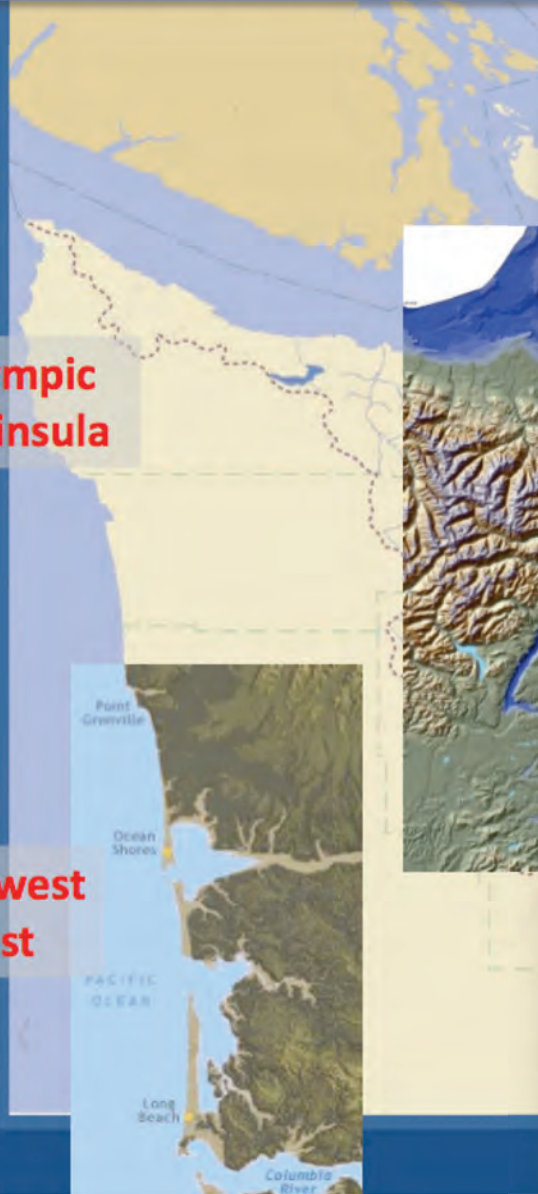 mpic
insula
Point
Grenville
Ocean
Shores
west
st
PACIFIC
OCEAN
Long
Beach
Columbia
River